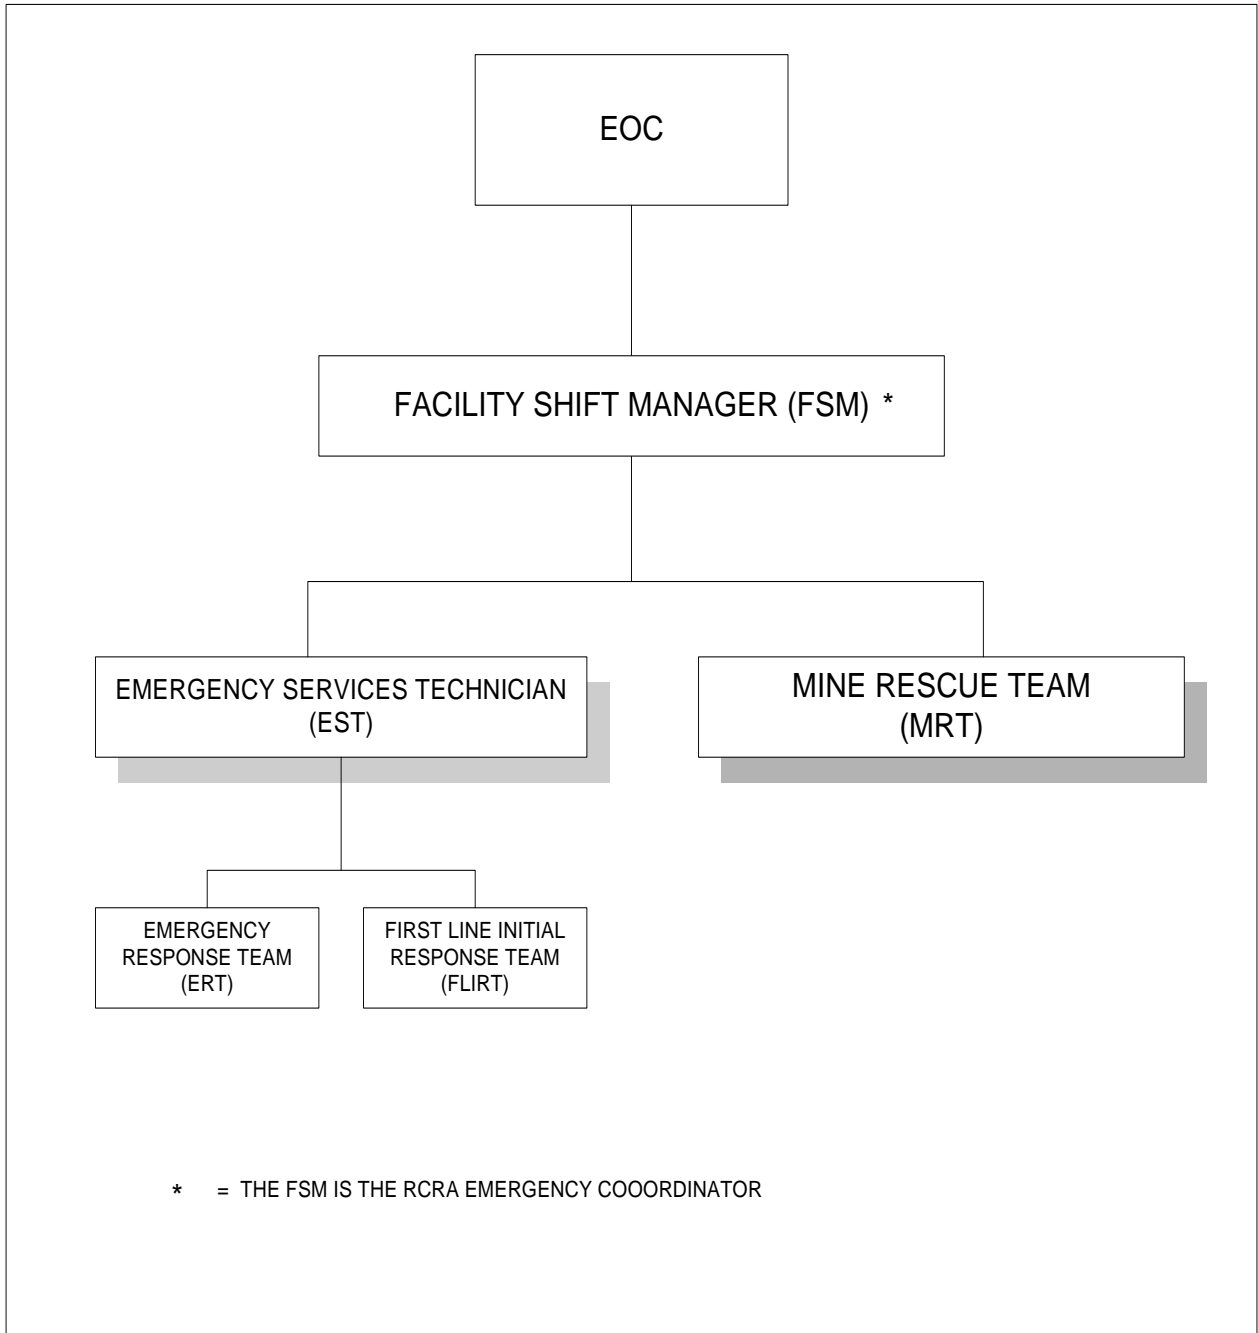 EOC
FACILITY SHIFT MANAGER (FSM) *
EMERGENCY SERVICES TECHNICIAN
(EST)
MINE RESCUE TEAM
(MRT)
EMERGENCY
RESPONSE TEAM
(ERT)
FIRST LINE INITIAL
RESPONSE TEAM
(FLIRT)
* = THE FSM IS THE RCRA EMERGENCY COOORDINATOR